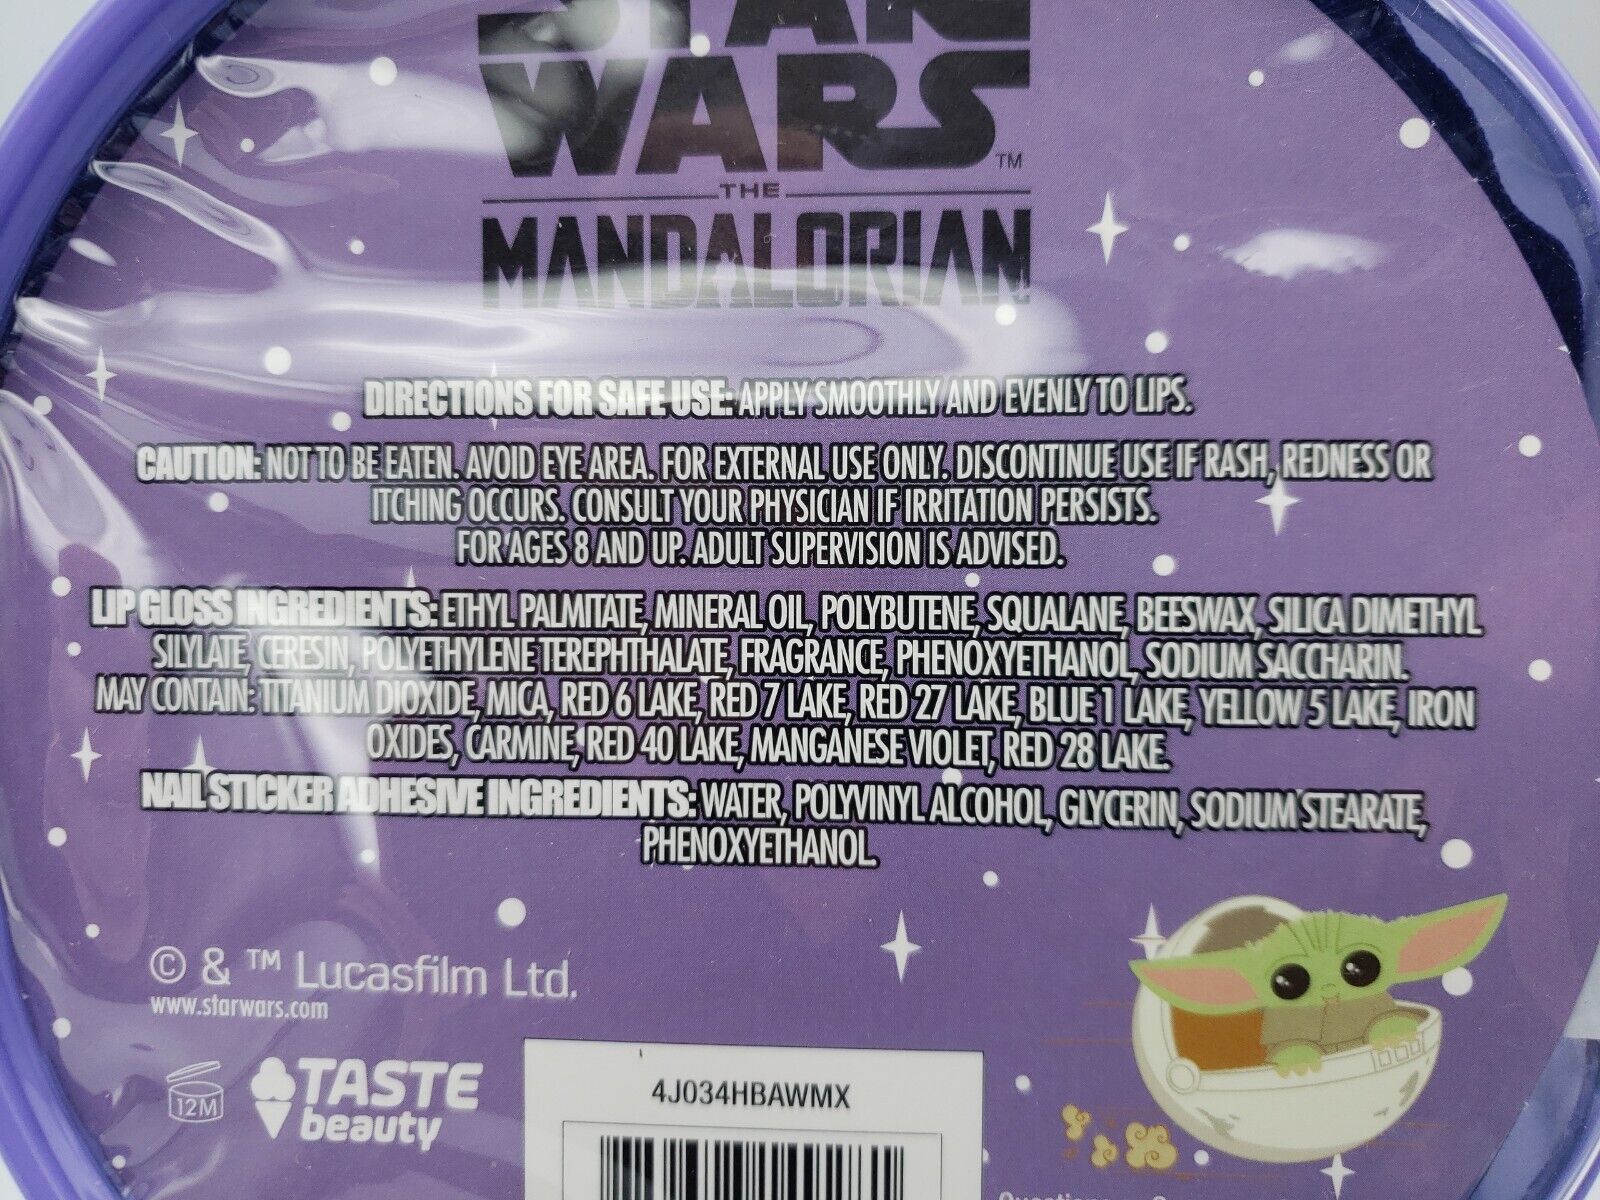 STAR
WARS
TM
THE
MANDALORIAN
DIRECTIONS FOR SAFE USE: APPLY SMOOTHLY AND EVENLY TO LIPS.
CAUTION: NOT TO BE EATEN. AVOID EYE AREA. FOR EXTERNAL USE ONLY. DISCONTINUE USE IF RASH, REDNESS OR
ITCHING OCCURS. CONSULT YOUR PHYSICIAN IF IRRITATION PERSISTS.
FOR AGES 8 AND UP. ADULT SUPERVISION IS ADVISED.
LIP GLOSS INGREDIENTS: ETHYL PALMITATE, MINERAL OIL, POLYBUTENE, SQUALANE, BEESWAX, SILICA DIMETHYL
SILYLATE, CERESIN, POLYETHYLENE TEREPHTHALATE, FRAGRANCE, PHENOXYETHANOL, SODIUM SACCHARIN.
MAY CONTAIN: TITANIUM DIOXIDE, MICA, RED 6 LAKE, RED 7 LAKE, RED 27 LAKE, BLUE 1 LAKE, YELLOW 5 LAKE, IRON
OXIDES, CARMINE, RED 40 LAKE, MANGANESE VIOLET, RED 28 LAKE.
NAIL STICKER ADHESIVE INGREDIENTS: WATER, POLYVINYL ALCOHOL, GLYCERIN, SODIUM STEARATE,
PHENOXYETHANOL.
© & ™ Lucasfilm Ltd.
www.starwars.com
12M
TASTE
beauty
4J034HBAWMX